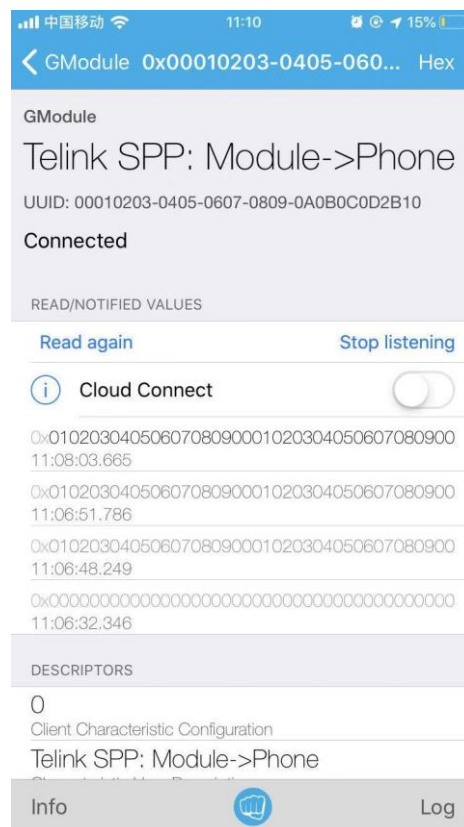 中国移动 11:10 15%
GModule 0x00010203-0405-060... Hex
GModule
Telink SPP: Module->Phone
UUID: 00010203-0405-0607-0809-0A0B0C0D2B10
Connected
READ/NOTIFIED VALUES
Read again Stop listening
Cloud Connect
0x0102030405060708090001020304050607080900
11:08:03.665
0x0102030405060708090001020304050607080900
11:06:51.786
0x0102030405060708090001020304050607080900
11:06:48.249
0x0000000000000000000000000000000000000000
11:06:32.346
DESCRIPTORS
0
Client Characteristic Configuration
Telink SPP: Module->Phone
Info Log